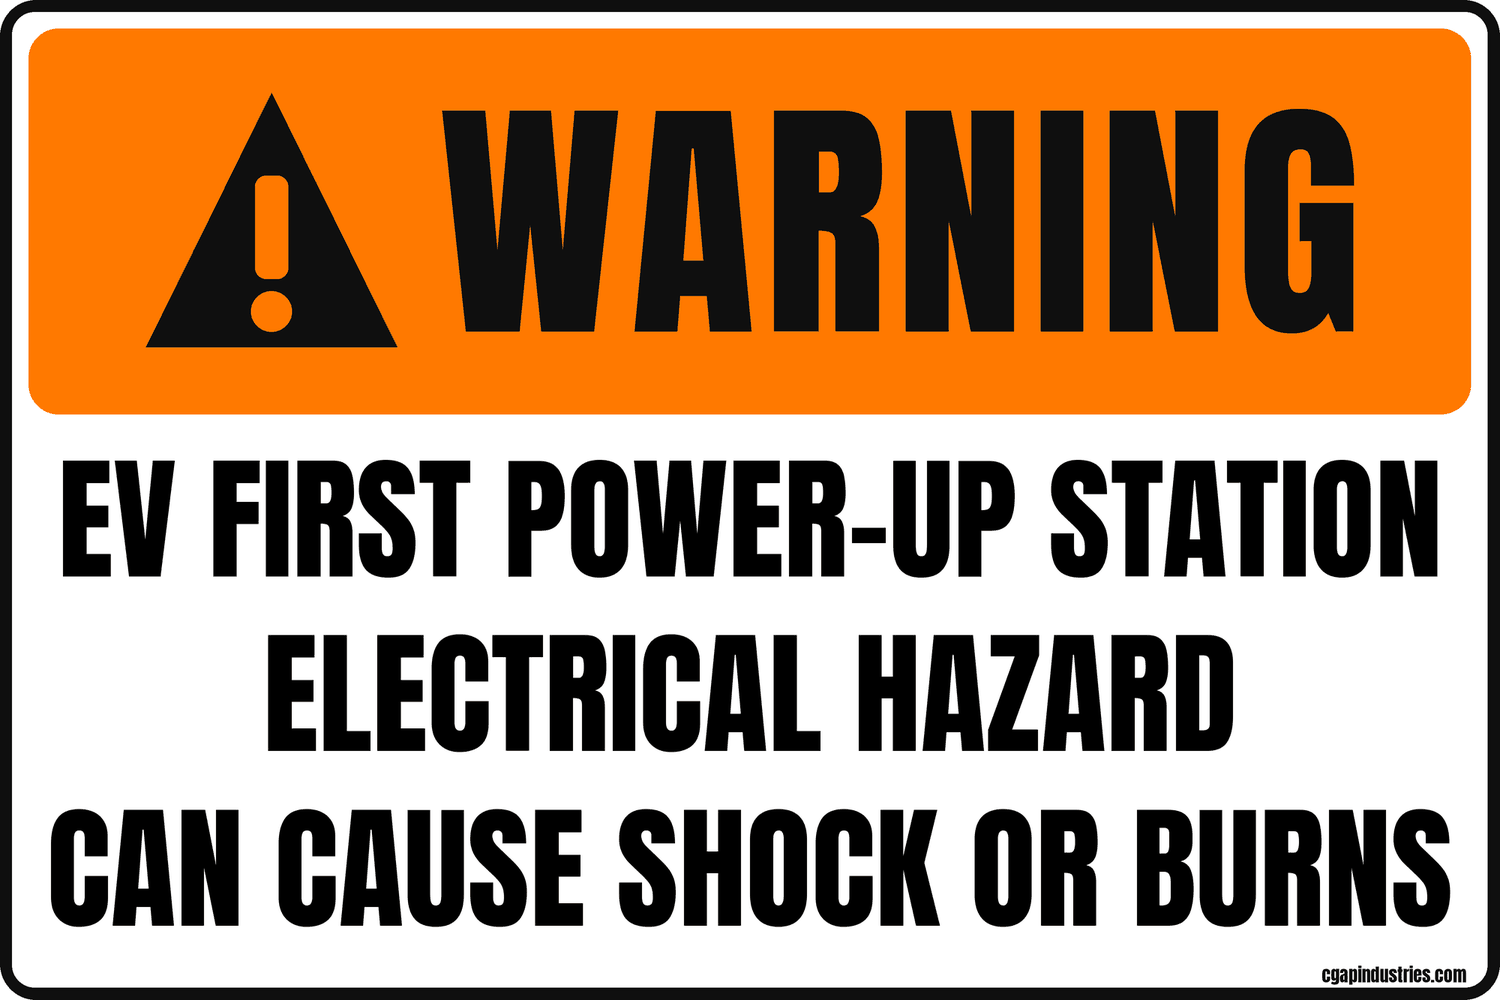 WARNING
EV FIRST POWER-UP STATION
ELECTRICAL HAZARD
CAN CAUSE SHOCK OR BURNS
cgapindustries.com